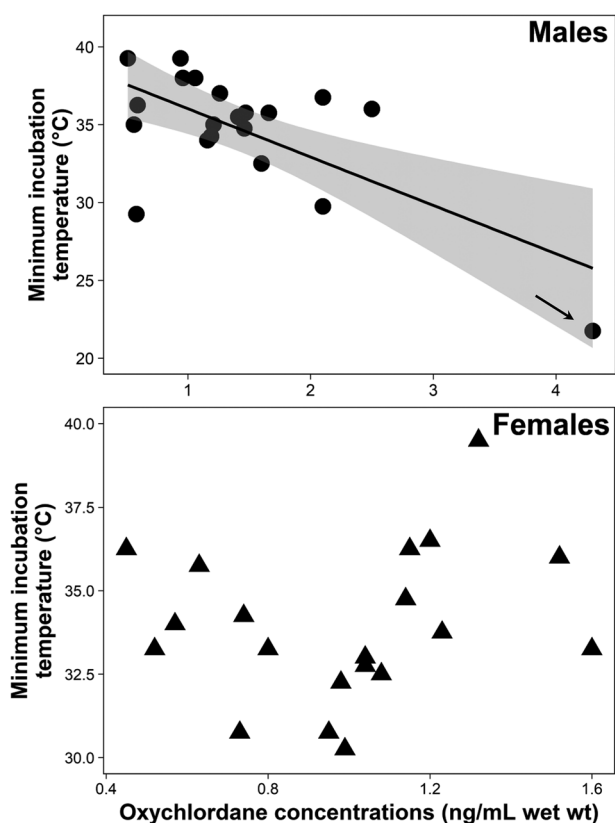 Males
Minimum incubation
temperature (°C)
40
35
30
25
20
1
2
3
4
Females
Minimum incubation
temperature (°C)
40.0
37.5
35.0
32.5
30.0
0.4
0.8
1.2
1.6
Oxychlordane concentrations (ng/mL wet wt)